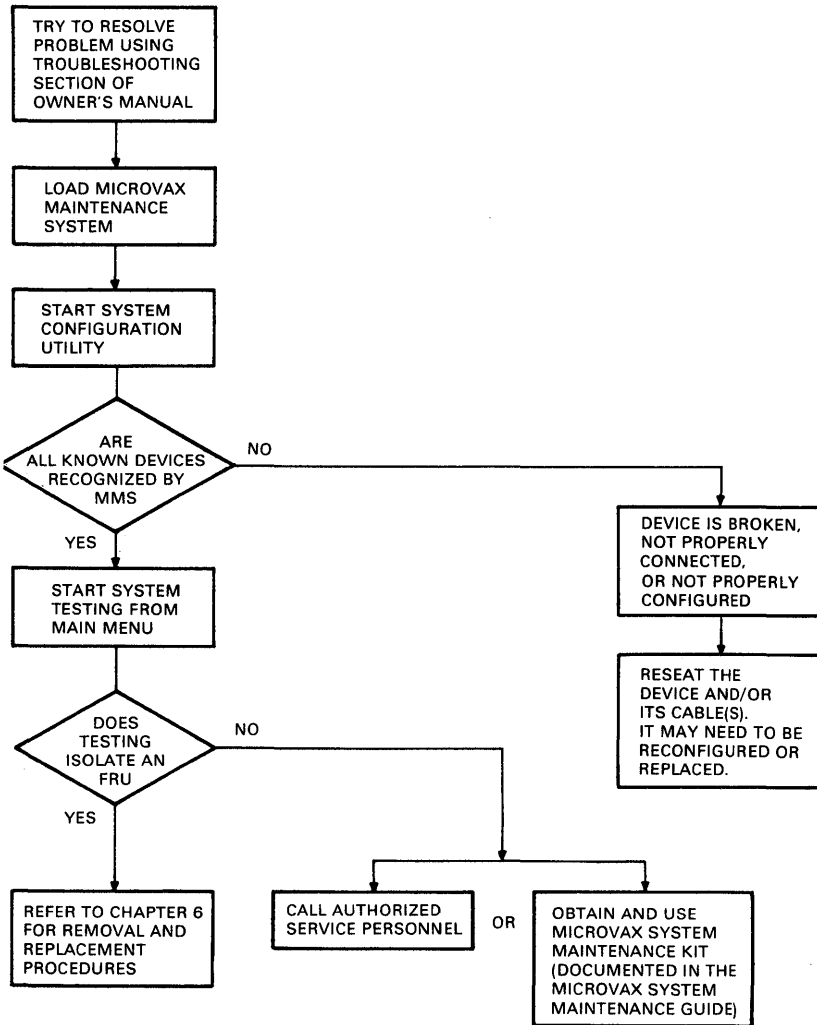 TRY TO RESOLVE
PROBLEM USING
TROUBLESHOOTING
SECTION OF
OWNER'S MANUAL
LOAD MICROVAX
MAINTENANCE
SYSTEM
START SYSTEM
CONFIGURATION
UTILITY
ARE
ALL KNOWN DEVICES
RECOGNIZED BY
MMS
NO
YES
DEVICE IS BROKEN,
NOT PROPERLY
CONNECTED,
OR NOT PROPERLY
CONFIGURED
RESEAT THE
DEVICE AND/OR
ITS CABLE(S).
IT MAY NEED TO BE
RECONFIGURED OR
REPLACED.
START SYSTEM
TESTING FROM
MAIN MENU
DOES
TESTING
ISOLATE AN
FRU
NO
YES
REFER TO CHAPTER 6
FOR REMOVAL AND
REPLACEMENT
PROCEDURES
CALL AUTHORIZED
SERVICE PERSONNEL
OR
OBTAIN AND USE
MICROVAX SYSTEM
MAINTENANCE KIT
(DOCUMENTED IN THE
MICROVAX SYSTEM
MAINTENANCE GUIDE)